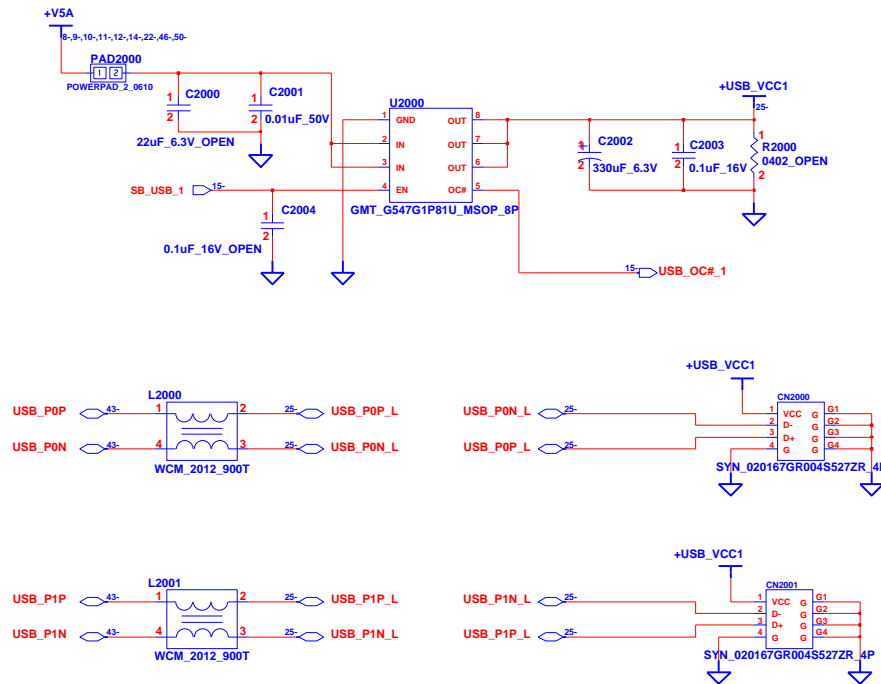 +V5A
8-,9-,10-,11-,12-,14-,22-,46-,50-
PAD2000
1 2
POWERPAD_2_0610
1 C2000
2
22uF_6.3V_OPEN
1 C2001
2 0.01uF_50V
U2000
1 GND OUT 8
2 IN OUT 7
3 IN OUT 6
4 EN OC# 5
GMT_G547G1P81U_MSOP_8P
SB_USB_1 15-
1 C2004
2
0.1uF_16V_OPEN
+USB_VCC1
25-
1 + C2002
2 330uF_6.3V
1 C2003
2 0.1uF_16V
1
R2000
0402_OPEN
2
15- USB_OC#_1
L2000
USB_P0P 43- 1 2 25- USB_P0P_L
USB_P0N 43- 4 3 25- USB_P0N_L
WCM_2012_900T
+USB_VCC1
CN2000
USB_P0N_L 25-
USB_P0P_L 25-
1 VCC G G1
2 D- G G2
3 D+ G G3
4 G G G4
SYN_020167GR004S527ZR_4
L2001
USB_P1P 43- 1 2 25- USB_P1P_L
USB_P1N 43- 4 3 25- USB_P1N_L
WCM_2012_900T
+USB_VCC1
CN2001
USB_P1N_L 25-
USB_P1P_L 25-
1 VCC G G1
2 D- G G2
3 D+ G G3
4 G G G4
SYN_020167GR004S527ZR_4P